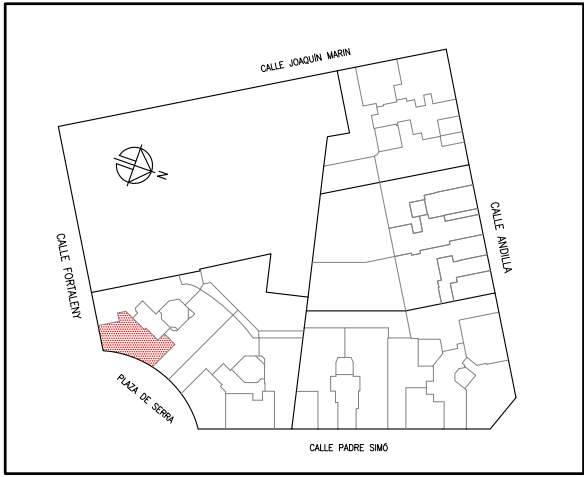 CALLE JOAQUÍN MARIN
N
CALLE ANDILLA
CALLE FORTALENY
PLAZA DE SERRA
CALLE PADRE SIMÓ